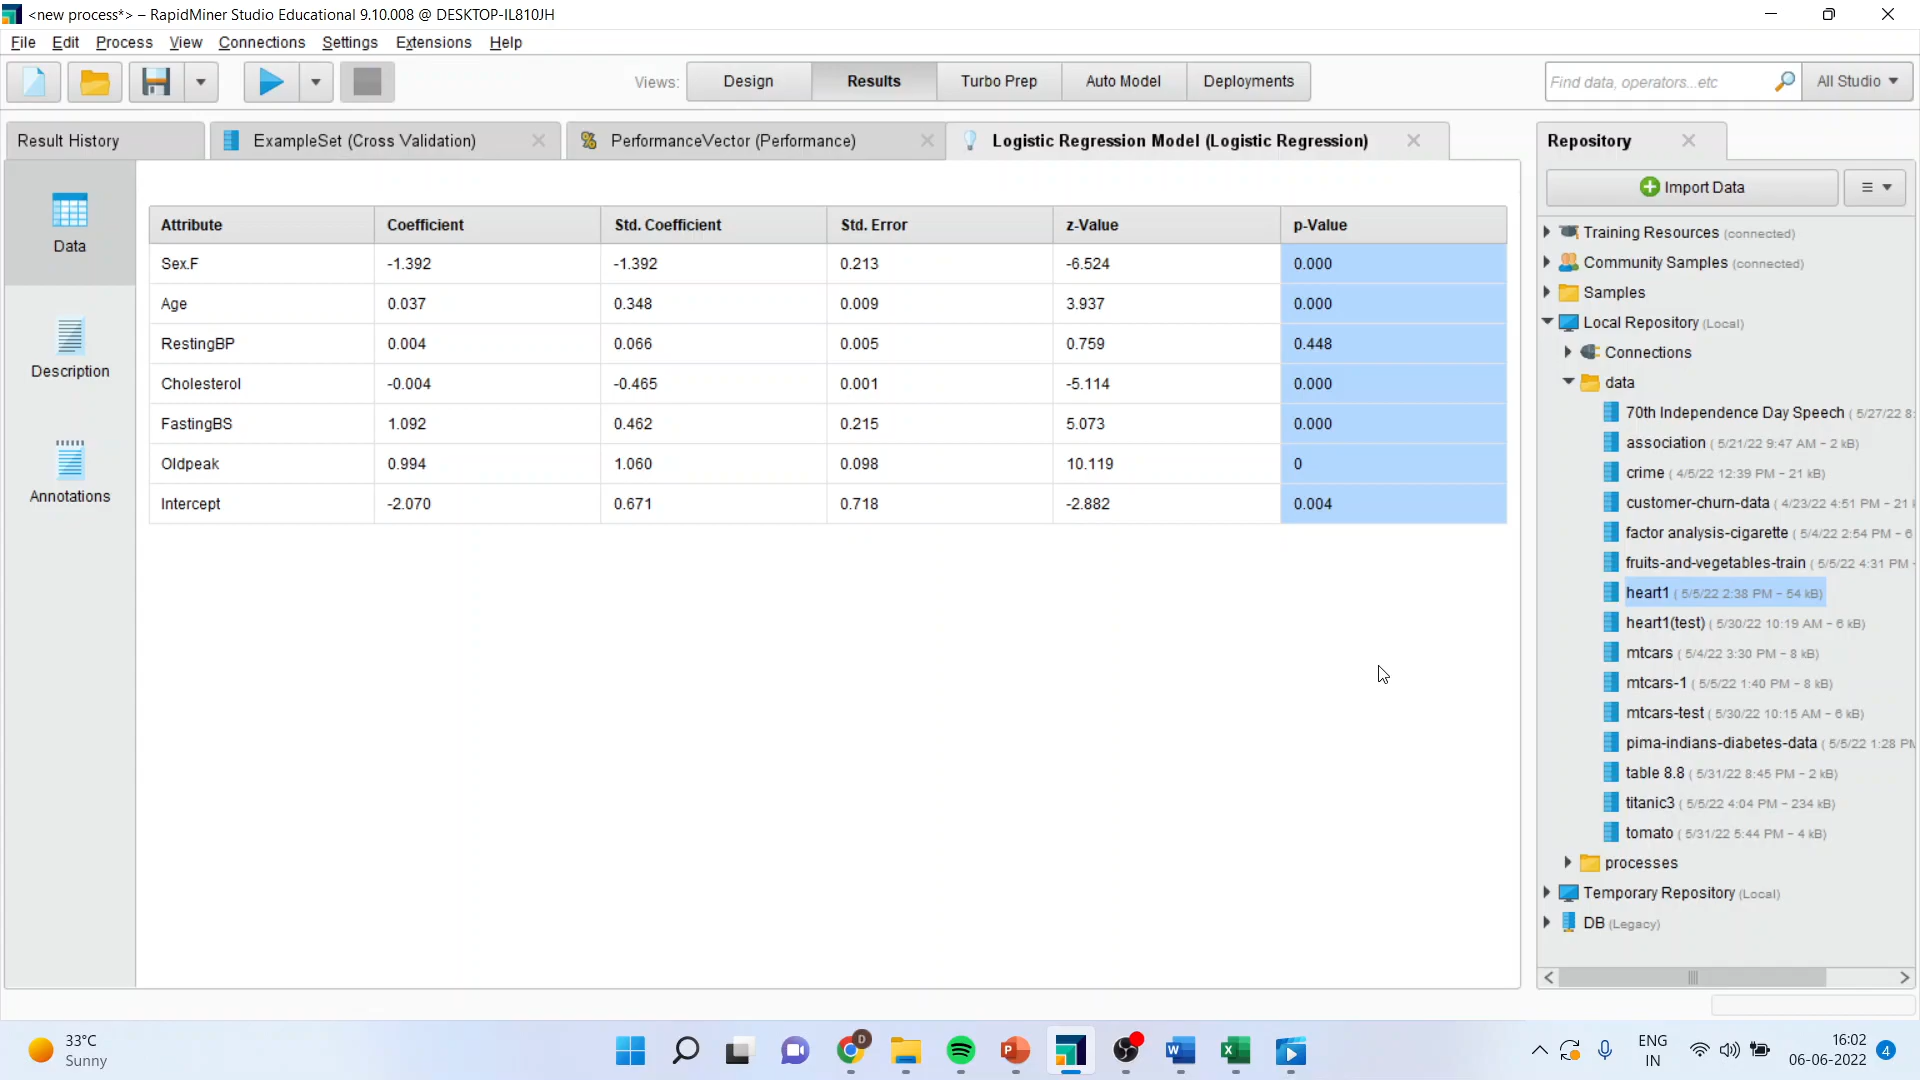 <new process*> – RapidMiner Studio Educational 9.10.008 @ DESKTOP-IL810JH
File Edit Process View Connections Settings Extensions Help
Views: Design Results Turbo Prep Auto Model Deployments
Find data, operators...etc All Studio
Result History ExampleSet (Cross Validation) PerformanceVector (Performance) Logistic Regression Model (Logistic Regression)
Data
Description
Annotations
Attribute Coefficient Std. Coefficient Std. Error z-Value p-Value
Sex.F -1.392 -1.392 0.213 -6.524 0.000
Age 0.037 0.348 0.009 3.937 0.000
RestingBP 0.004 0.066 0.005 0.759 0.448
Cholesterol -0.004 -0.465 0.001 -5.114 0.000
FastingBS 1.092 0.462 0.215 5.073 0.000
Oldpeak 0.994 1.060 0.098 10.119 0
Intercept -2.070 0.671 0.718 -2.882 0.004
Repository
Import Data
Training Resources (connected)
Community Samples (connected)
Samples
Local Repository (Local)
Connections
data
70th Independence Day Speech ( 5/27/22 8:
association ( 5/21/22 9:47 AM – 2 kB)
crime ( 4/5/22 12:39 PM – 21 kB)
customer-churn-data ( 4/23/22 4:51 PM – 21
factor analysis-cigarette ( 5/4/22 2:54 PM – 6
fruits-and-vegetables-train ( 5/5/22 4:31 PM -
heart1 ( 5/5/22 2:38 PM – 54 kB)
heart1(test) ( 5/30/22 10:19 AM – 6 kB)
mtcars ( 5/4/22 3:30 PM – 8 kB)
mtcars-1 ( 5/5/22 1:40 PM – 8 kB)
mtcars-test ( 5/30/22 10:15 AM – 6 kB)
pima-indians-diabetes-data ( 5/5/22 1:28 PM
table 8.8 ( 5/31/22 8:45 PM – 2 kB)
titanic3 ( 5/5/22 4:04 PM – 234 kB)
tomato ( 5/31/22 5:44 PM – 4 kB)
processes
Temporary Repository (Local)
DB (Legacy)
33°C
Sunny
D
P
W
X
ENG
IN
16:02
06-06-2022
4